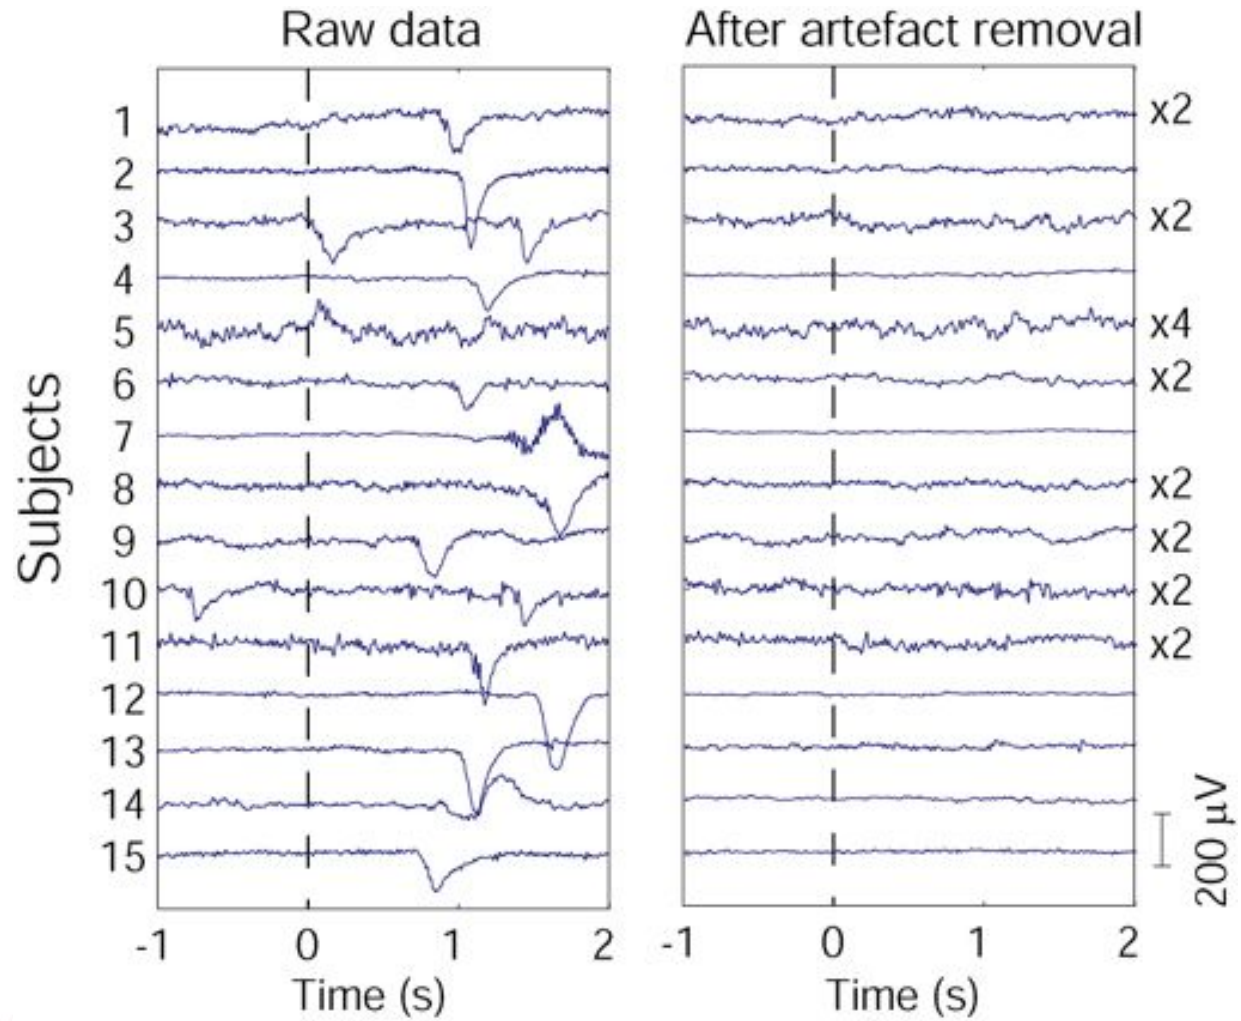 Raw data
After artefact removal
Subjects
1
2
3
4
5
6
7
8
9
10
11
12
13
14
15
x2
x2
x4
x2
x2
x2
x2
x2
200 µV
-1 0 1 2
-1 0 1 2
Time (s)
Time (s)